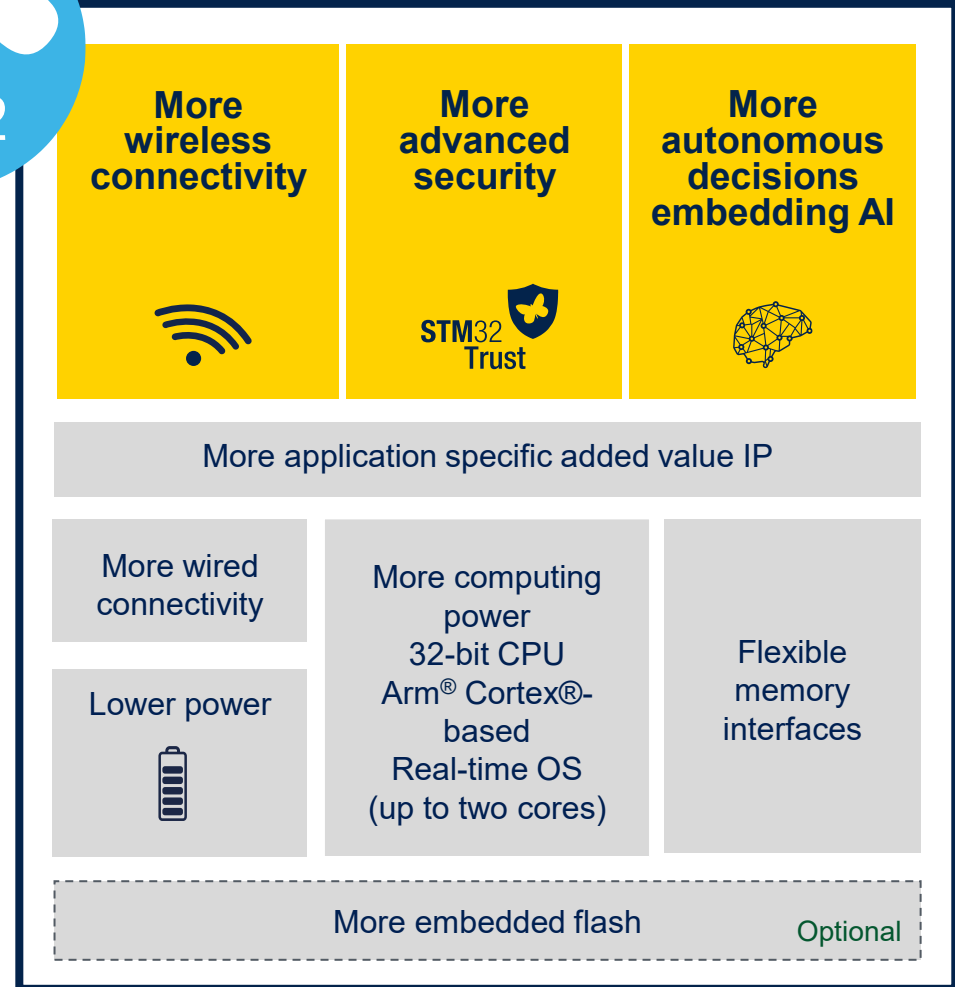 2
More
wireless
connectivity
More
advanced
security
More
autonomous
decisions
embedding AI
STM32
Trust
More application specific added value IP
More wired
connectivity
Lower power
More computing
power
32-bit CPU
Arm® Cortex®-
based
Real-time OS
(up to two cores)
Flexible
memory
interfaces
More embedded flash
Optional